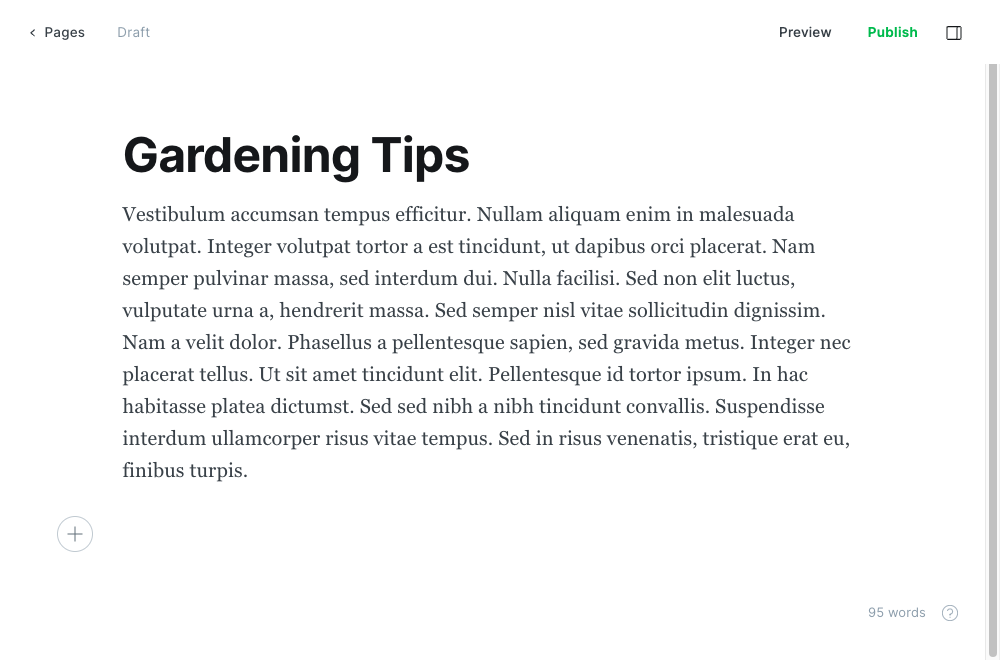 Pages
Draft
Preview
Publish
Gardening Tips
Vestibulum accumsan tempus efficitur. Nullam aliquam enim in malesuada
volutpat. Integer volutpat tortor a est tincidunt, ut dapibus orci placerat. Nam
semper pulvinar massa, sed interdum dui. Nulla facilisi. Sed non elit luctus,
vulputate urna a, hendrerit massa. Sed semper nisl vitae sollicitudin dignissim.
Nam a velit dolor. Phasellus a pellentesque sapien, sed gravida metus. Integer nec
placerat tellus. Ut sit amet tincidunt elit. Pellentesque id tortor ipsum. In hac
habitasse platea dictumst. Sed sed nibh a nibh tincidunt convallis. Suspendisse
interdum ullamcorper risus vitae tempus. Sed in risus venenatis, tristique erat eu,
finibus turpis.
95 words